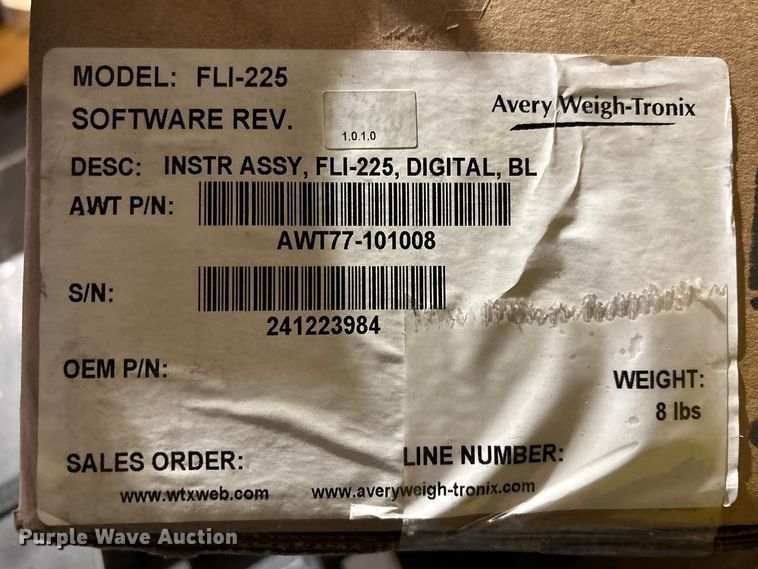 MODEL: FLI-225
SOFTWARE REV. 1.0.1.0
Avery Weigh-Tronix
DESC: INSTR ASSY, FLI-225, DIGITAL, BL
AWT P/N:
AWT77-101008
S/N:
241223984
OEM P/N:
WEIGHT:
8 lbs
SALES ORDER:
LINE NUMBER:
www.wtxweb.com www.averyweigh-tronix.com
Purple Wave Auction